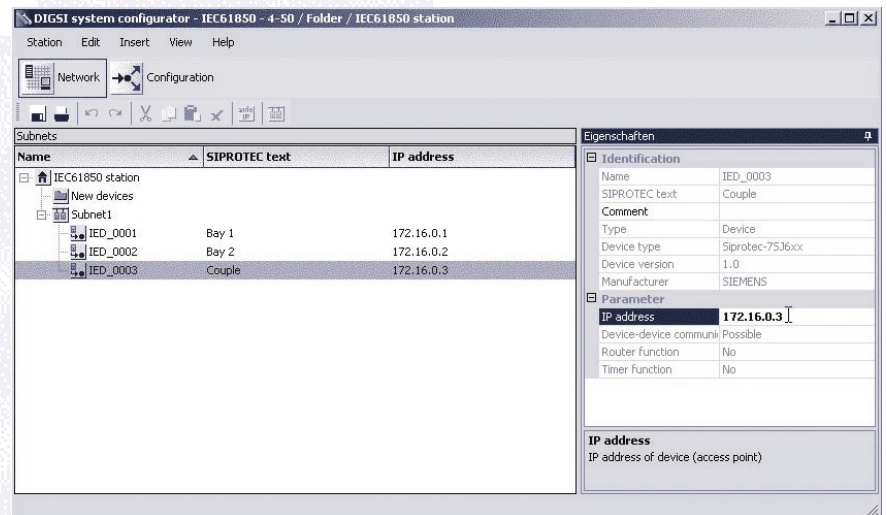 DIGSI system configurator - IEC61850 - 4-50 / Folder / IEC61850 station
Station Edit Insert View Help
Network Configuration
auto IP
Subnets
Name SIPROTEC text IP address
IEC61850 station
New devices
Subnet1
IED_0001 Bay 1 172.16.0.1
IED_0002 Bay 2 172.16.0.2
IED_0003 Couple 172.16.0.3
Eigenschaften
Identification
Name IED_0003
SIPROTEC text Couple
Comment
Type Device
Device type Siprotec-7SJ6xx
Device version 1.0
Manufacturer SIEMENS
Parameter
IP address 172.16.0.3
Device-device communi Possible
Router function No
Timer function No
IP address
IP address of device (access point)